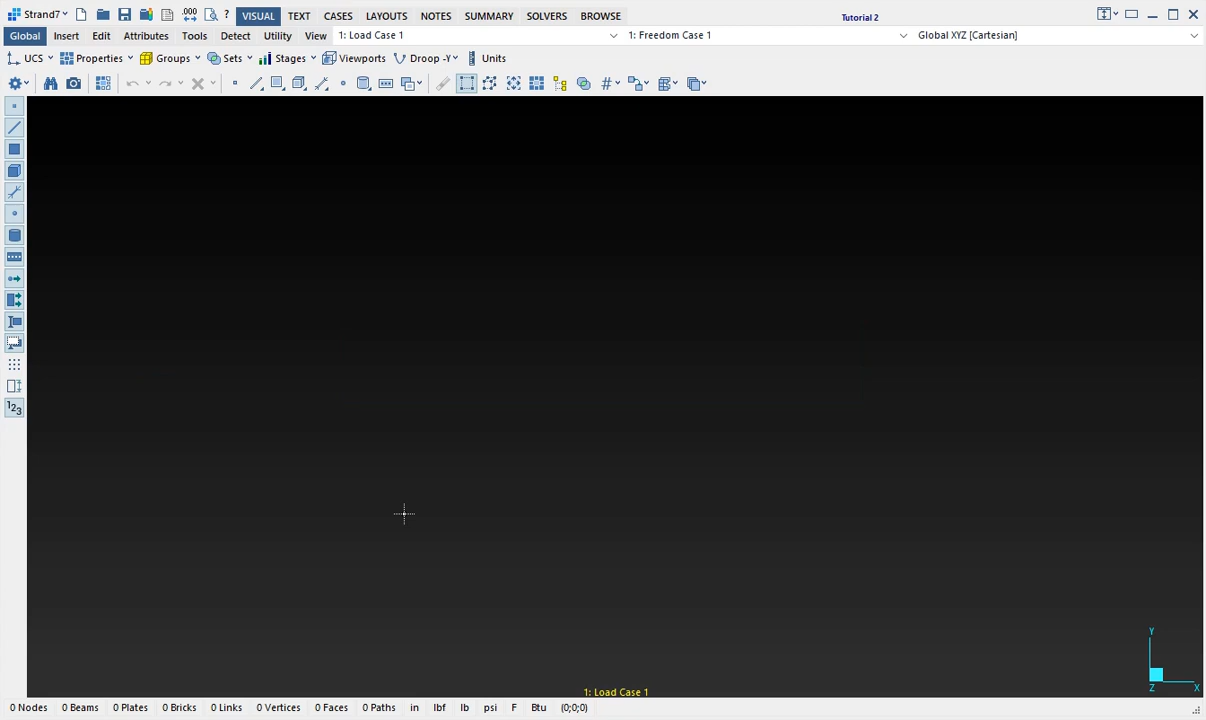 Strand7 .000 ? VISUAL TEXT CASES LAYOUTS NOTES SUMMARY SOLVERS BROWSE Tutorial 2
Global Insert Edit Attributes Tools Detect Utility View 1: Load Case 1 1: Freedom Case 1 Global XYZ [Cartesian]
UCS Properties Groups Sets Stages Viewports Droop -Y Units
123
Y
Z X
1: Load Case 1
0 Nodes 0 Beams 0 Plates 0 Bricks 0 Links 0 Vertices 0 Faces 0 Paths in lbf lb psi F Btu (0;0;0)